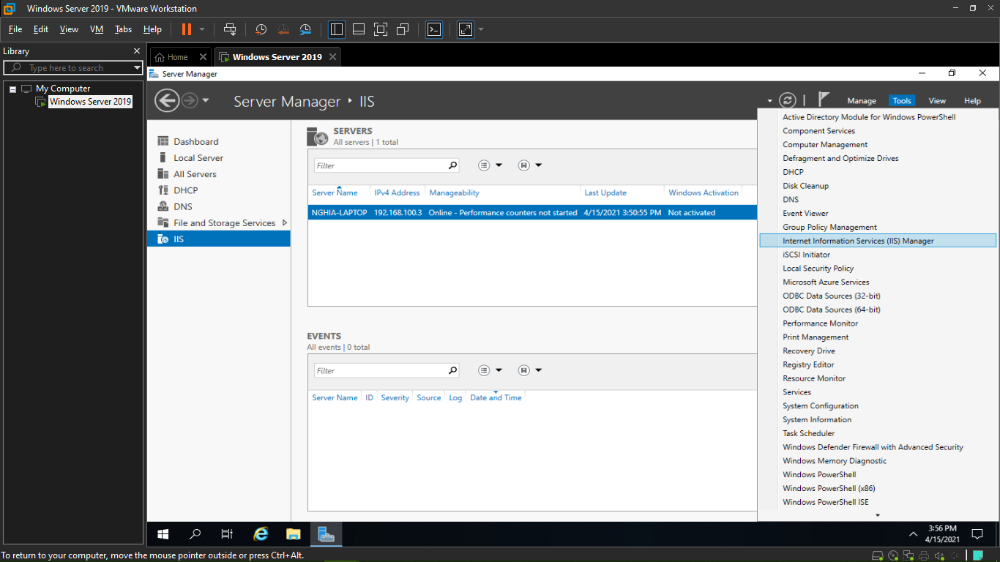 Windows Server 2019 - VMware Workstation
File Edit View VM Tabs Help
Library
Type here to search
My Computer
Windows Server 2019
Home
Windows Server 2019
Server Manager
Server Manager ‣ IIS
Manage Tools View Help
Dashboard
Local Server
All Servers
DHCP
DNS
File and Storage Services
IIS
SERVERS
All servers | 1 total
Filter
Server Name IPv4 Address Manageability Last Update Windows Activation
NGHIA-LAPTOP 192.168.100.3 Online - Performance counters not started 4/15/2021 3:50:55 PM Not activated
EVENTS
All events | 0 total
Filter
Server Name ID Severity Source Log Date and Time
Active Directory Module for Windows PowerShell
Component Services
Computer Management
Defragment and Optimize Drives
DHCP
Disk Cleanup
DNS
Event Viewer
Group Policy Management
Internet Information Services (IIS) Manager
iSCSI Initiator
Local Security Policy
Microsoft Azure Services
ODBC Data Sources (32-bit)
ODBC Data Sources (64-bit)
Performance Monitor
Print Management
Recovery Drive
Registry Editor
Resource Monitor
Services
System Configuration
System Information
Task Scheduler
Windows Defender Firewall with Advanced Security
Windows Memory Diagnostic
Windows PowerShell
Windows PowerShell (x86)
Windows PowerShell ISE
3:56 PM
4/15/2021
To return to your computer, move the mouse pointer outside or press Ctrl+Alt.